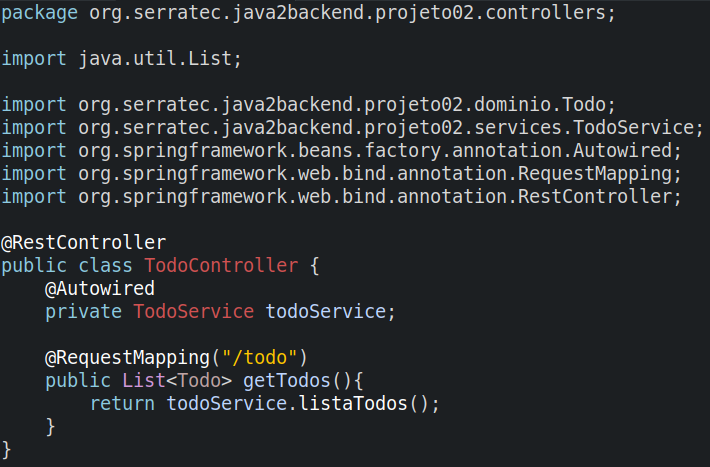 package org.serratec.java2backend.projeto02.controllers;

import java.util.List;

import org.serratec.java2backend.projeto02.dominio.Todo;
import org.serratec.java2backend.projeto02.services.TodoService;
import org.springframework.beans.factory.annotation.Autowired;
import org.springframework.web.bind.annotation.RequestMapping;
import org.springframework.web.bind.annotation.RestController;

@RestController
public class TodoController {
    @Autowired
    private TodoService todoService;

    @RequestMapping("/todo")
    public List<Todo> getTodos(){
        return todoService.listaTodos();
    }
}